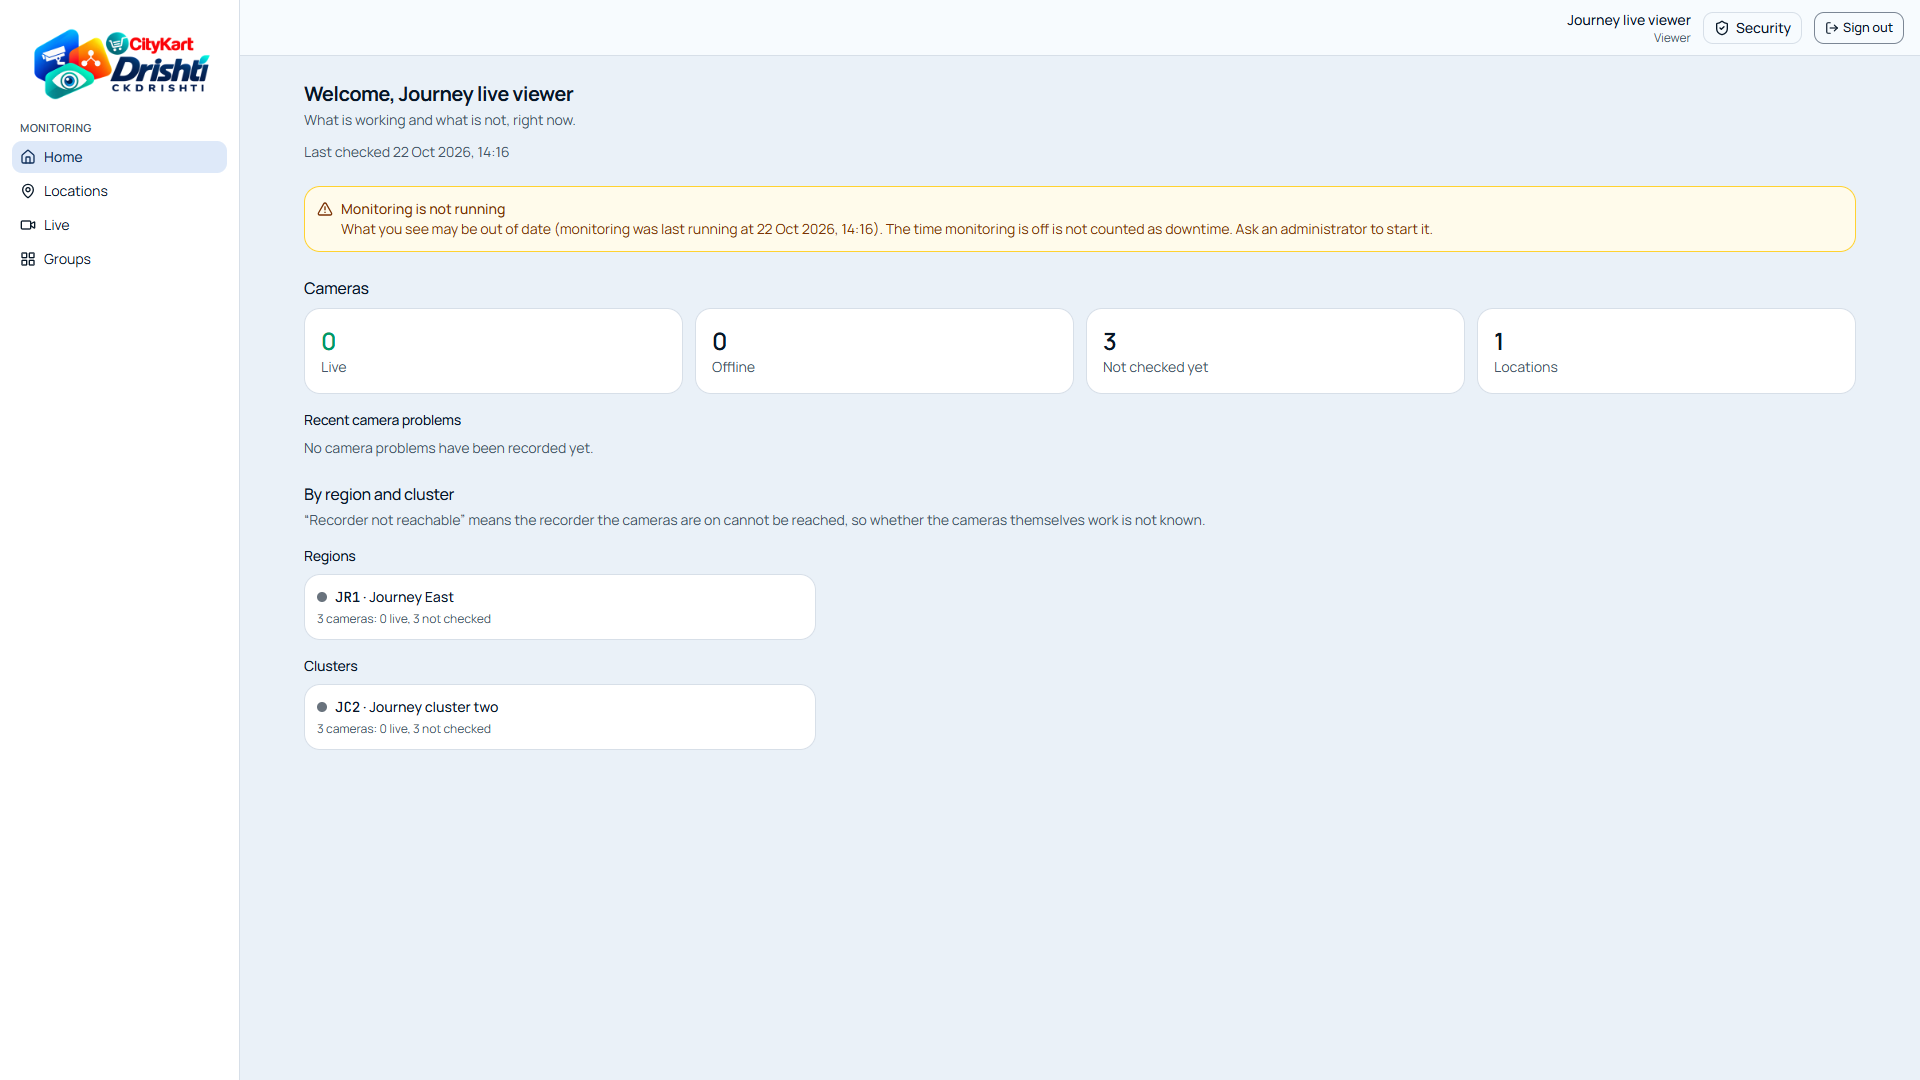 CityKart
Drishti
CKDRISHTI
MONITORING
Home
Locations
Live
Groups
Journey live viewer
Viewer
Security
Sign out
Welcome, Journey live viewer
What is working and what is not, right now.
Last checked 22 Oct 2026, 14:16
Monitoring is not running
What you see may be out of date (monitoring was last running at 22 Oct 2026, 14:16). The time monitoring is off is not counted as downtime. Ask an administrator to start it.
Cameras
0
Live
0
Offline
3
Not checked yet
1
Locations
Recent camera problems
No camera problems have been recorded yet.
By region and cluster
“Recorder not reachable” means the recorder the cameras are on cannot be reached, so whether the cameras themselves work is not known.
Regions
JR1 · Journey East
3 cameras: 0 live, 3 not checked
Clusters
JC2 · Journey cluster two
3 cameras: 0 live, 3 not checked